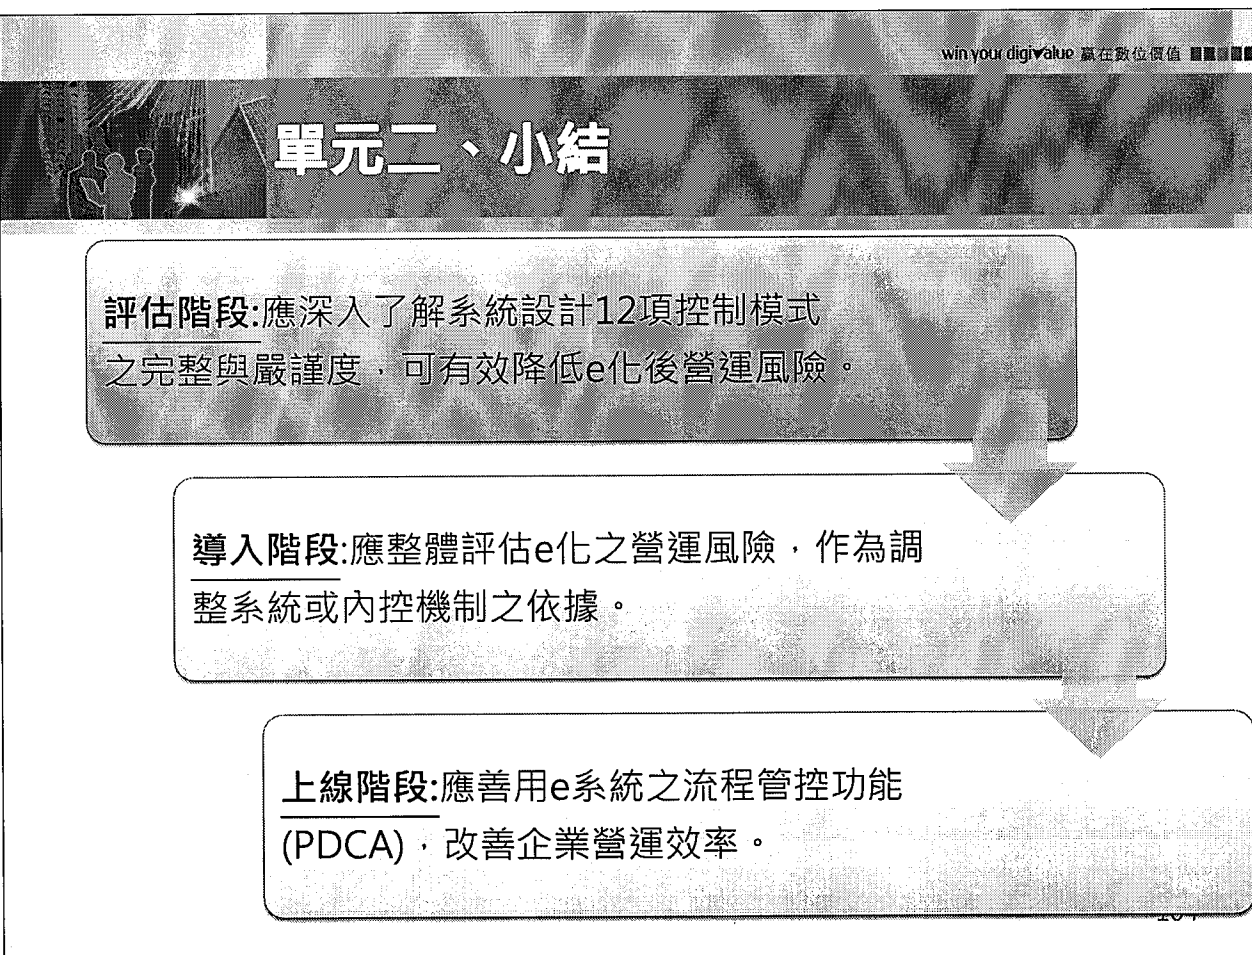 win your digivalue 贏在數位價值
單元二、小結
評估階段:應深入了解系統設計12項控制模式
之完整與嚴謹度，可有效降低e化後營運風險。
導入階段:應整體評估e化之營運風險，作為調
整系統或內控機制之依據。
上線階段:應善用e系統之流程管控功能
(PDCA)，改善企業營運效率。